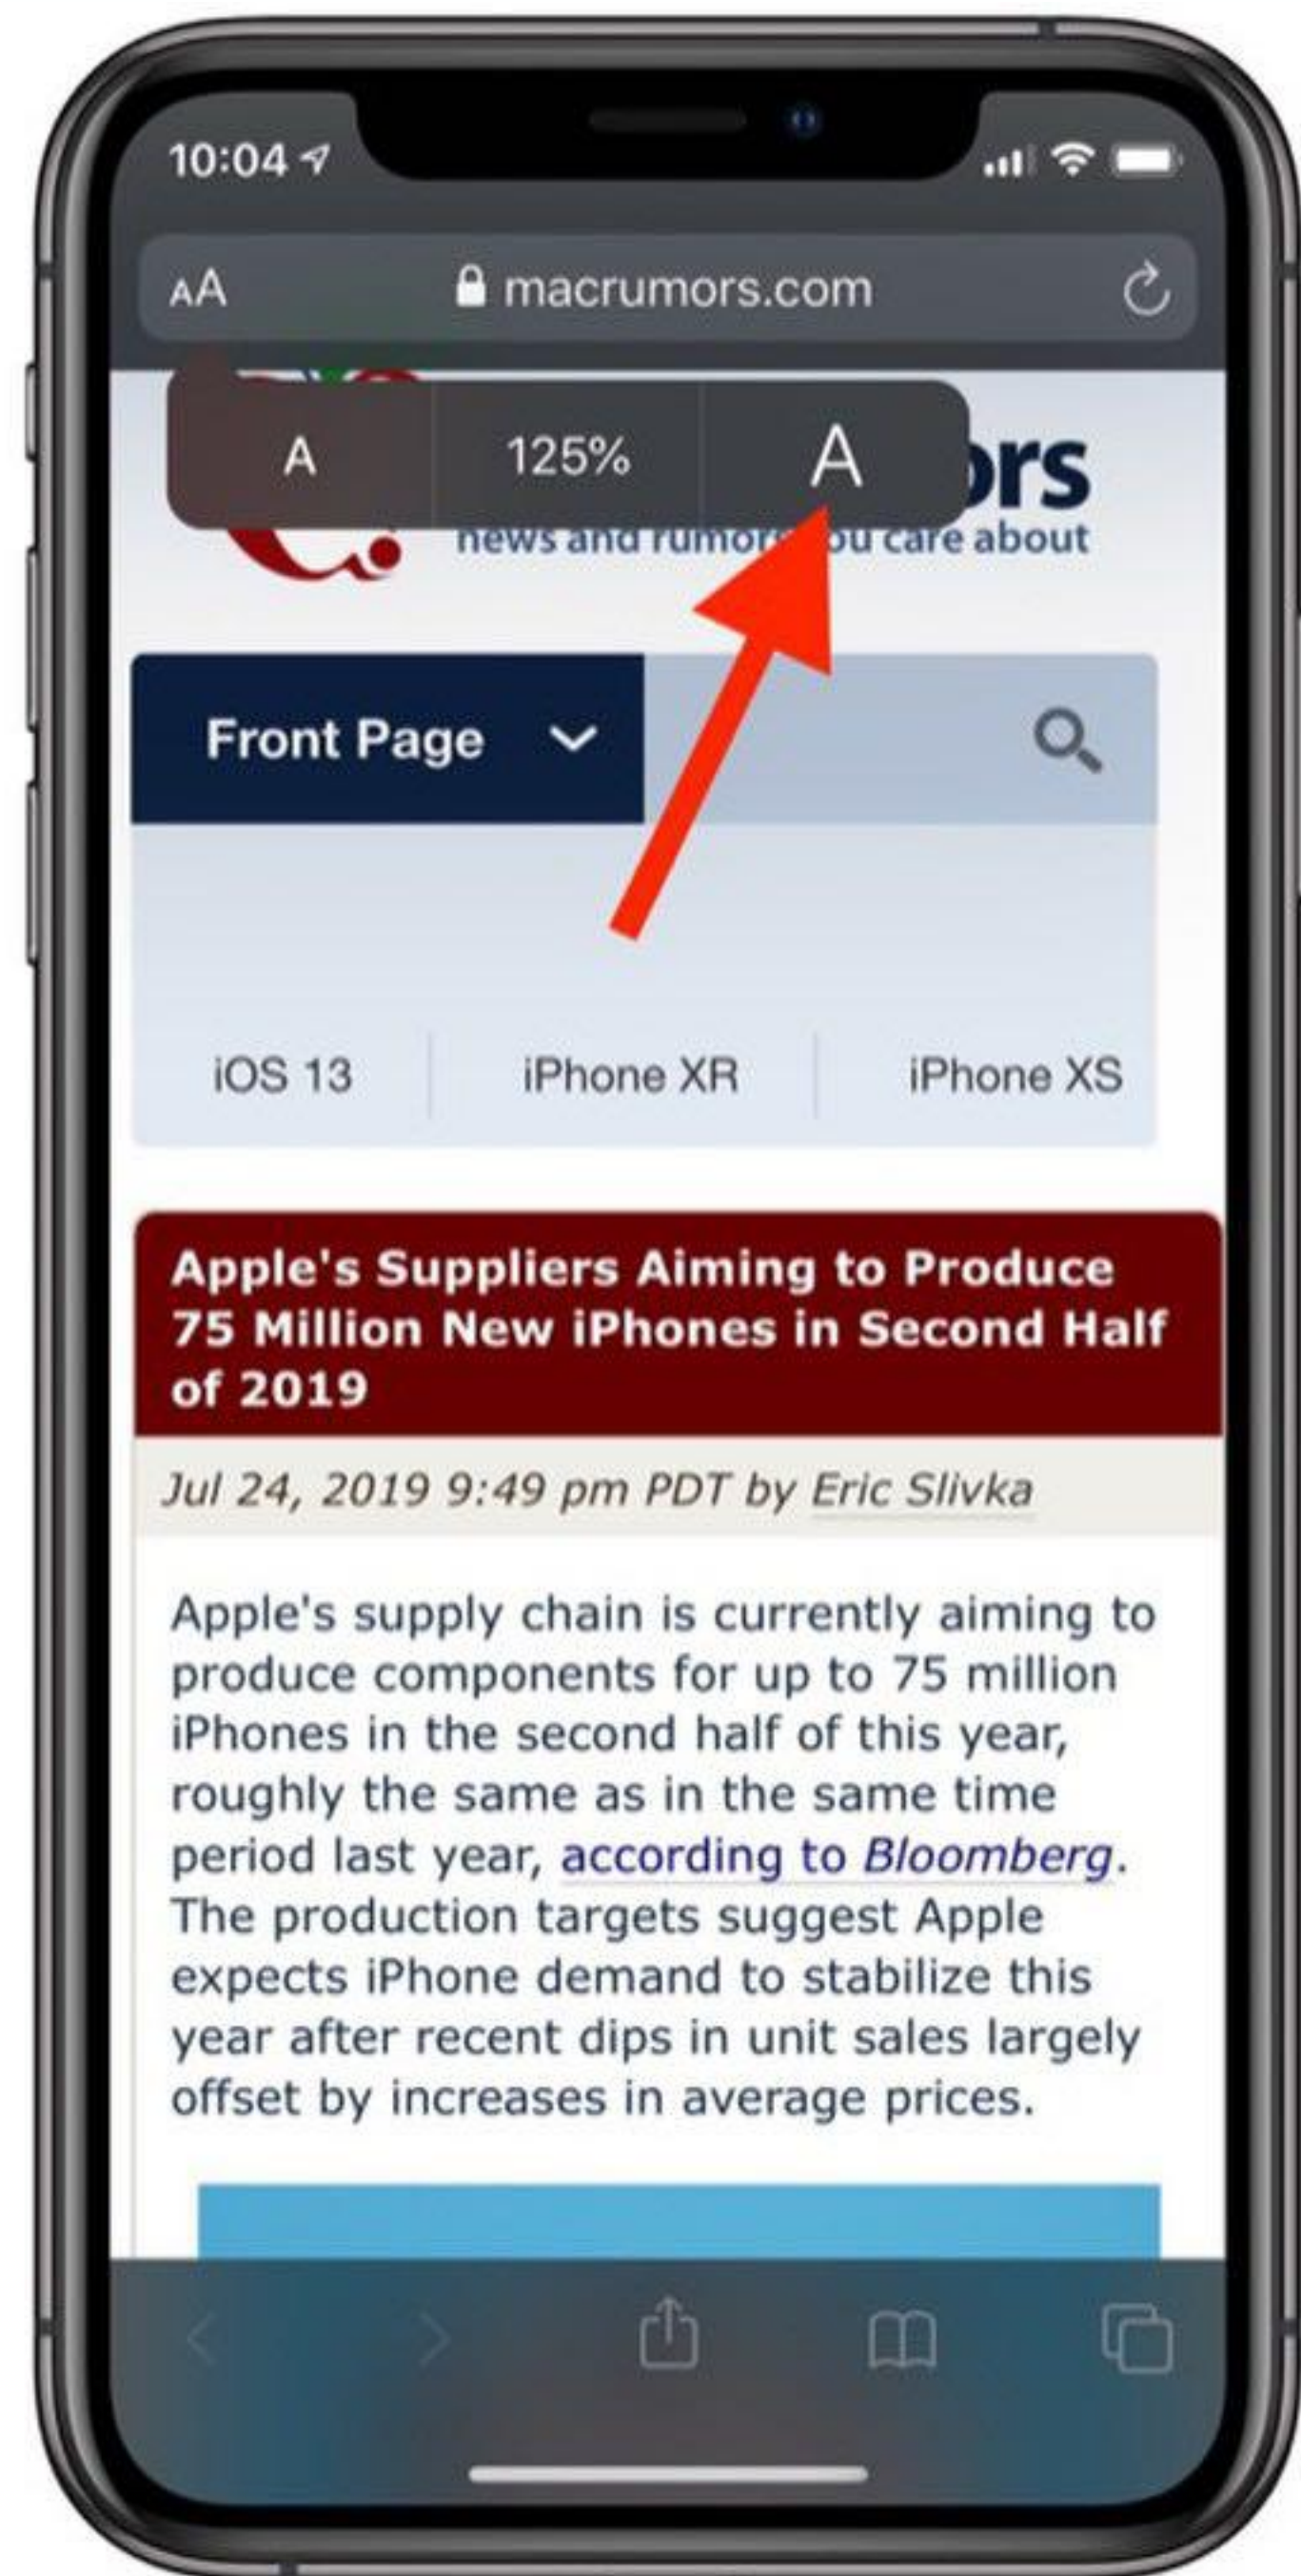 10:04
AA macrumors.com
A 125% A
ors
news and rumors you care about
Front Page
iOS 13 iPhone XR iPhone XS
Apple's Suppliers Aiming to Produce
75 Million New iPhones in Second Half
of 2019
Jul 24, 2019 9:49 pm PDT by Eric Slivka
Apple's supply chain is currently aiming to
produce components for up to 75 million
iPhones in the second half of this year,
roughly the same as in the same time
period last year, according to Bloomberg.
The production targets suggest Apple
expects iPhone demand to stabilize this
year after recent dips in unit sales largely
offset by increases in average prices.